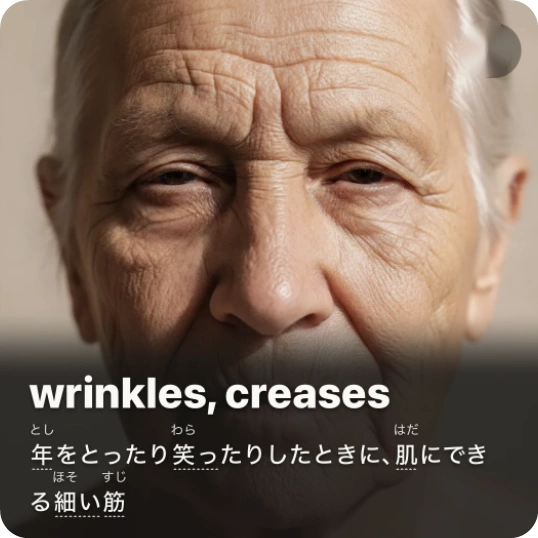 wrinkles, creases
とし わら はだ
年をとったり笑ったりしたときに、肌にでき
ほそ すじ
る細い筋